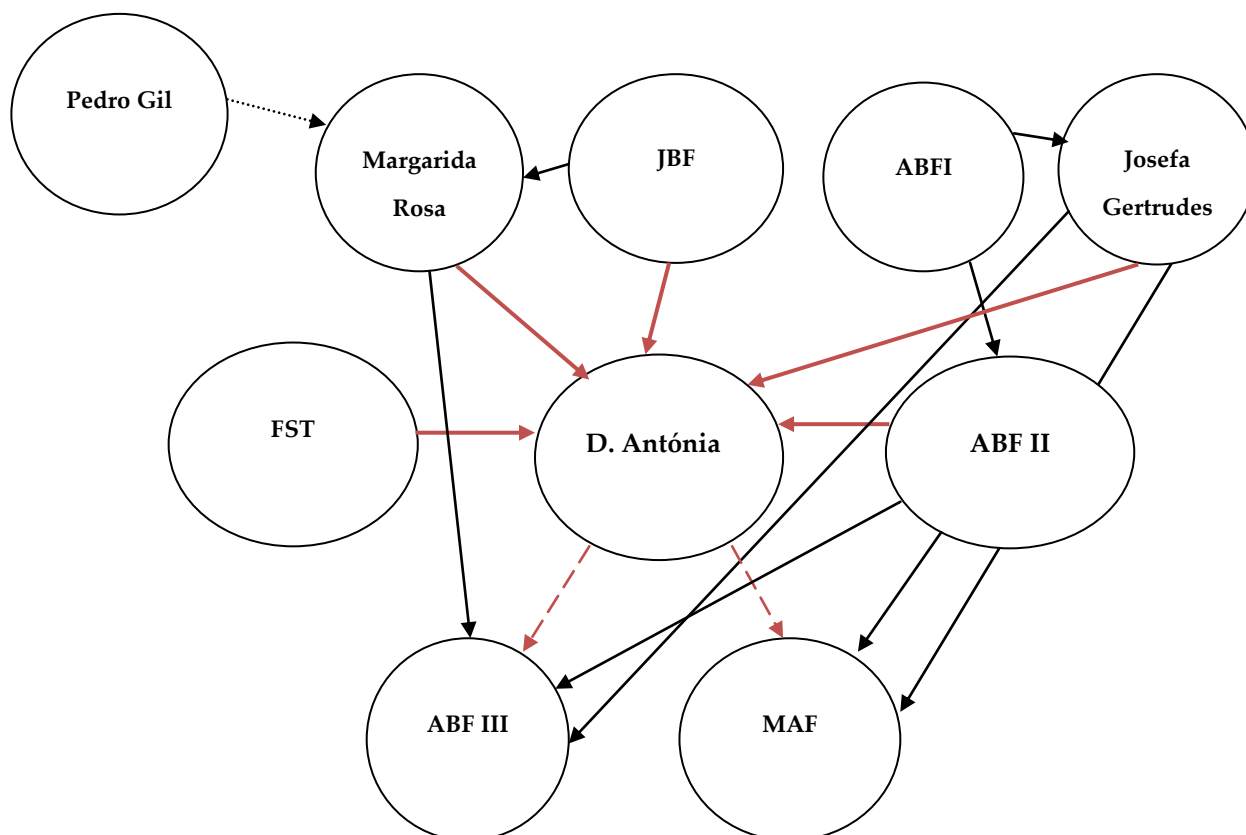 Pedro Gil
Margarida
Rosa
JBF
ABFI
Josefa
Gertrudes
FST
D. Antónia
ABF II
ABF III
MAF